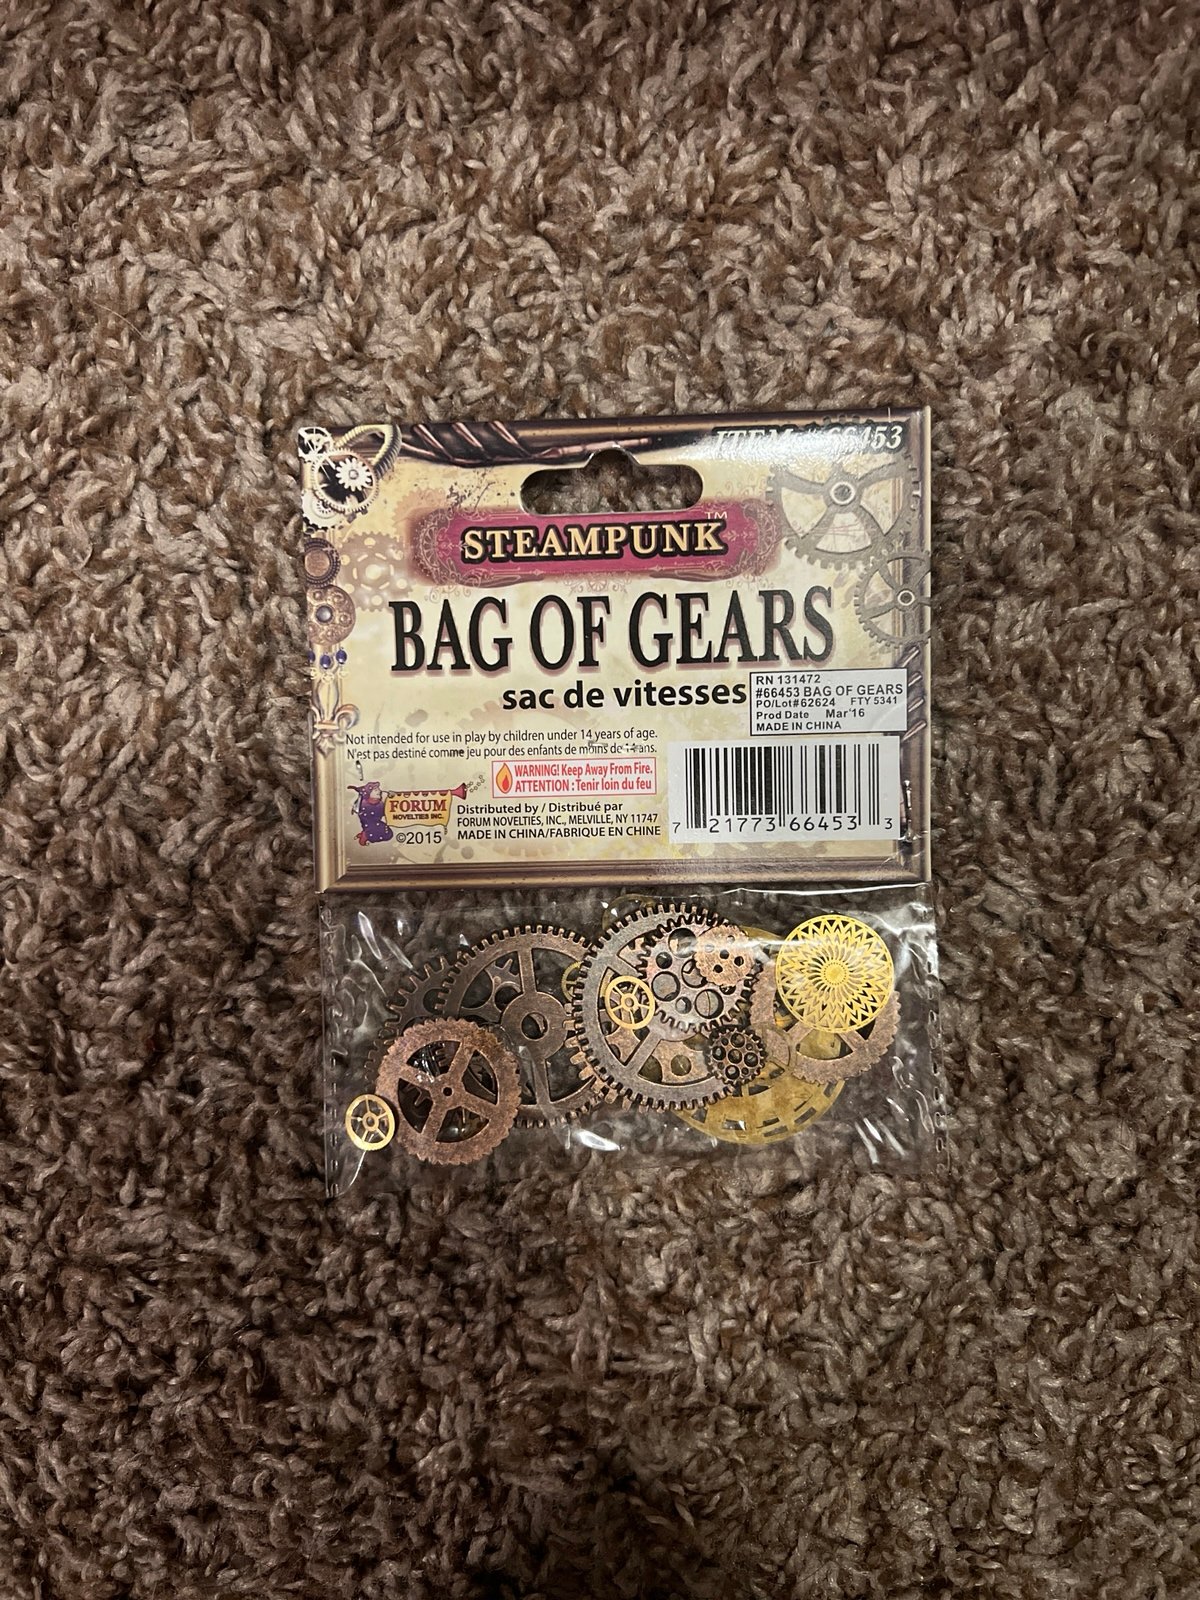 ITEM #66453
STEAMPUNK™
BAG OF GEARS
sac de vitesses
RN 131472
#66453 BAG OF GEARS
PO/Lot#62624 FTY 5341
Prod Date Mar'16
MADE IN CHINA
Not intended for use in play by children under 14 years of age.
N'est pas destiné comme jeu pour des enfants de moins de 14 ans.
WARNING! Keep Away From Fire.
ATTENTION : Tenir loin du feu
FORUM
NOVELTIES INC.
©2015
Distributed by / Distribué par
FORUM NOVELTIES, INC., MELVILLE, NY 11747
MADE IN CHINA/FABRIQUE EN CHINE
7 21773 66453 3